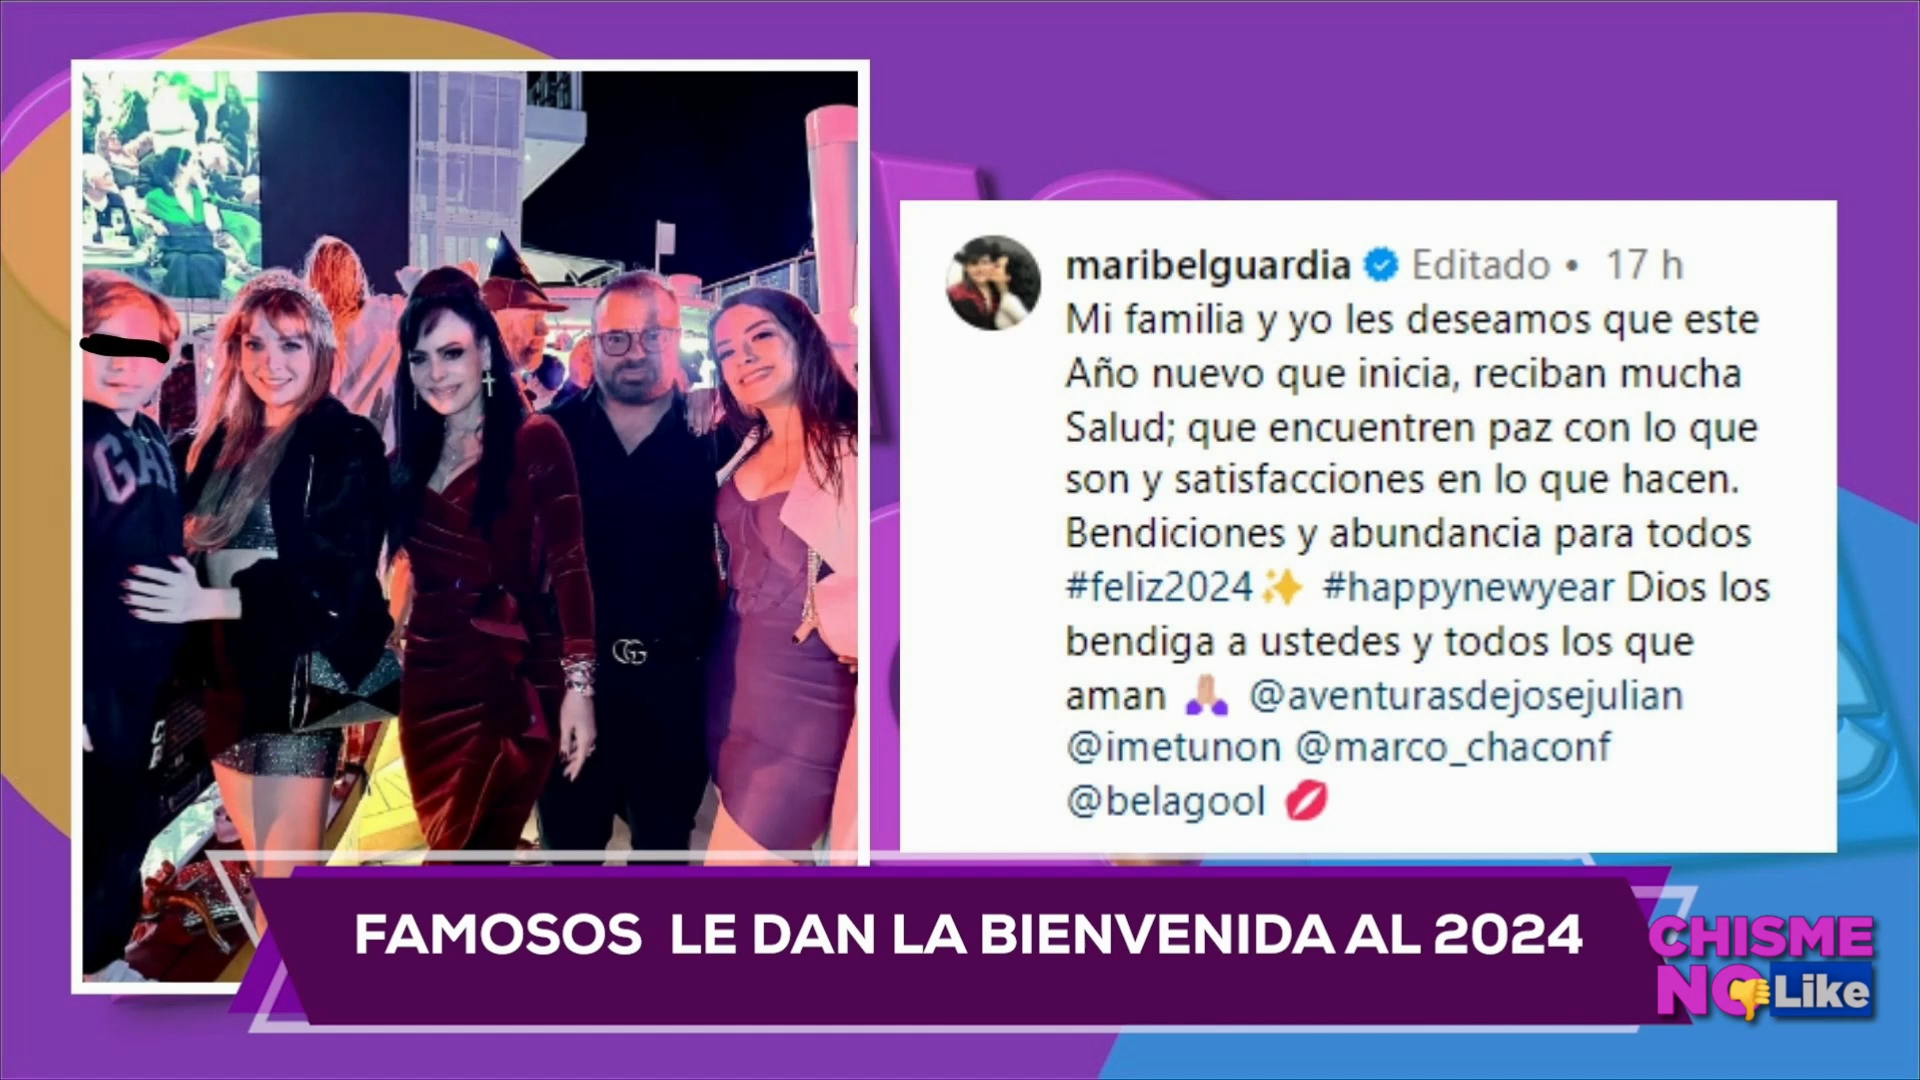 GAP
maribelguardia Editado • 17 h
Mi familia y yo les deseamos que este
Año nuevo que inicia, reciban mucha
Salud; que encuentren paz con lo que
son y satisfacciones en lo que hacen.
Bendiciones y abundancia para todos
#feliz2024✨ #happynewyear Dios los
bendiga a ustedes y todos los que
aman 🙏🏼 @aventurasdejosejulian
@imetunon @marco_chaconf
@belagool 💋
FAMOSOS LE DAN LA BIENVENIDA AL 2024
CHISME
NO Like